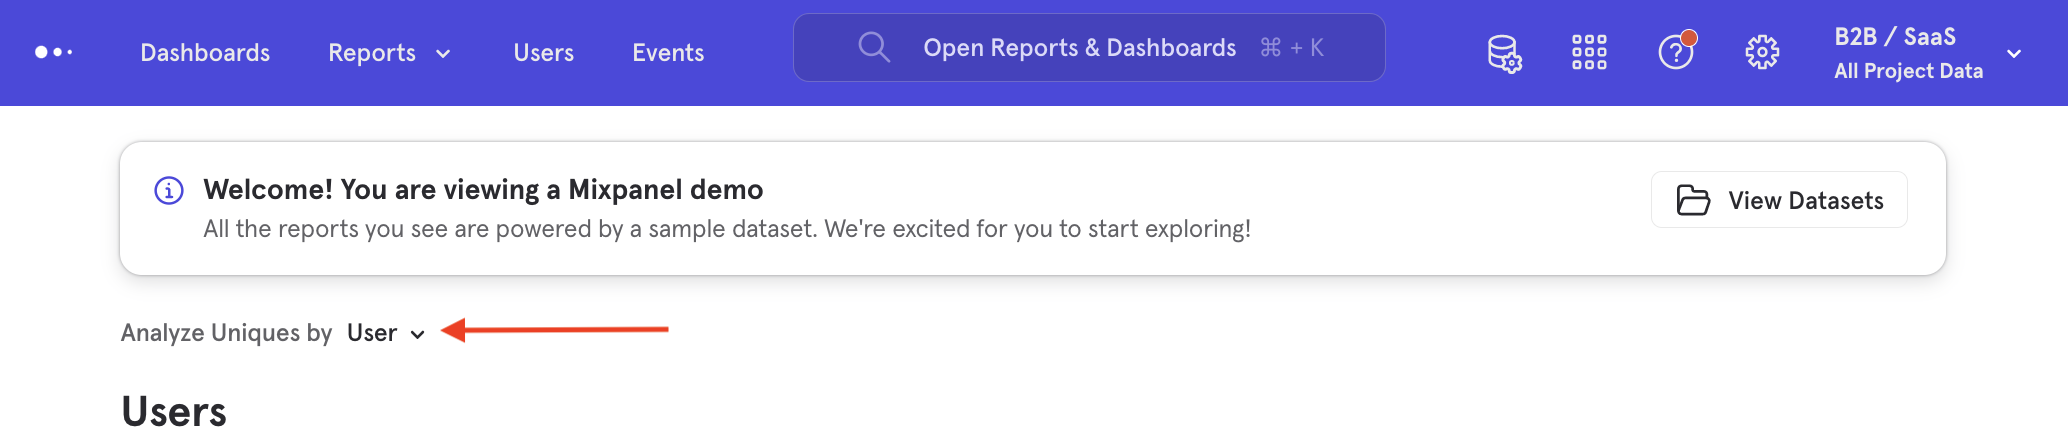 Dashboards Reports Users Events Open Reports & Dashboards ⌘ + K B2B / SaaS
All Project Data
Welcome! You are viewing a Mixpanel demo
All the reports you see are powered by a sample dataset. We're excited for you to start exploring!
View Datasets
Analyze Uniques by User
Users